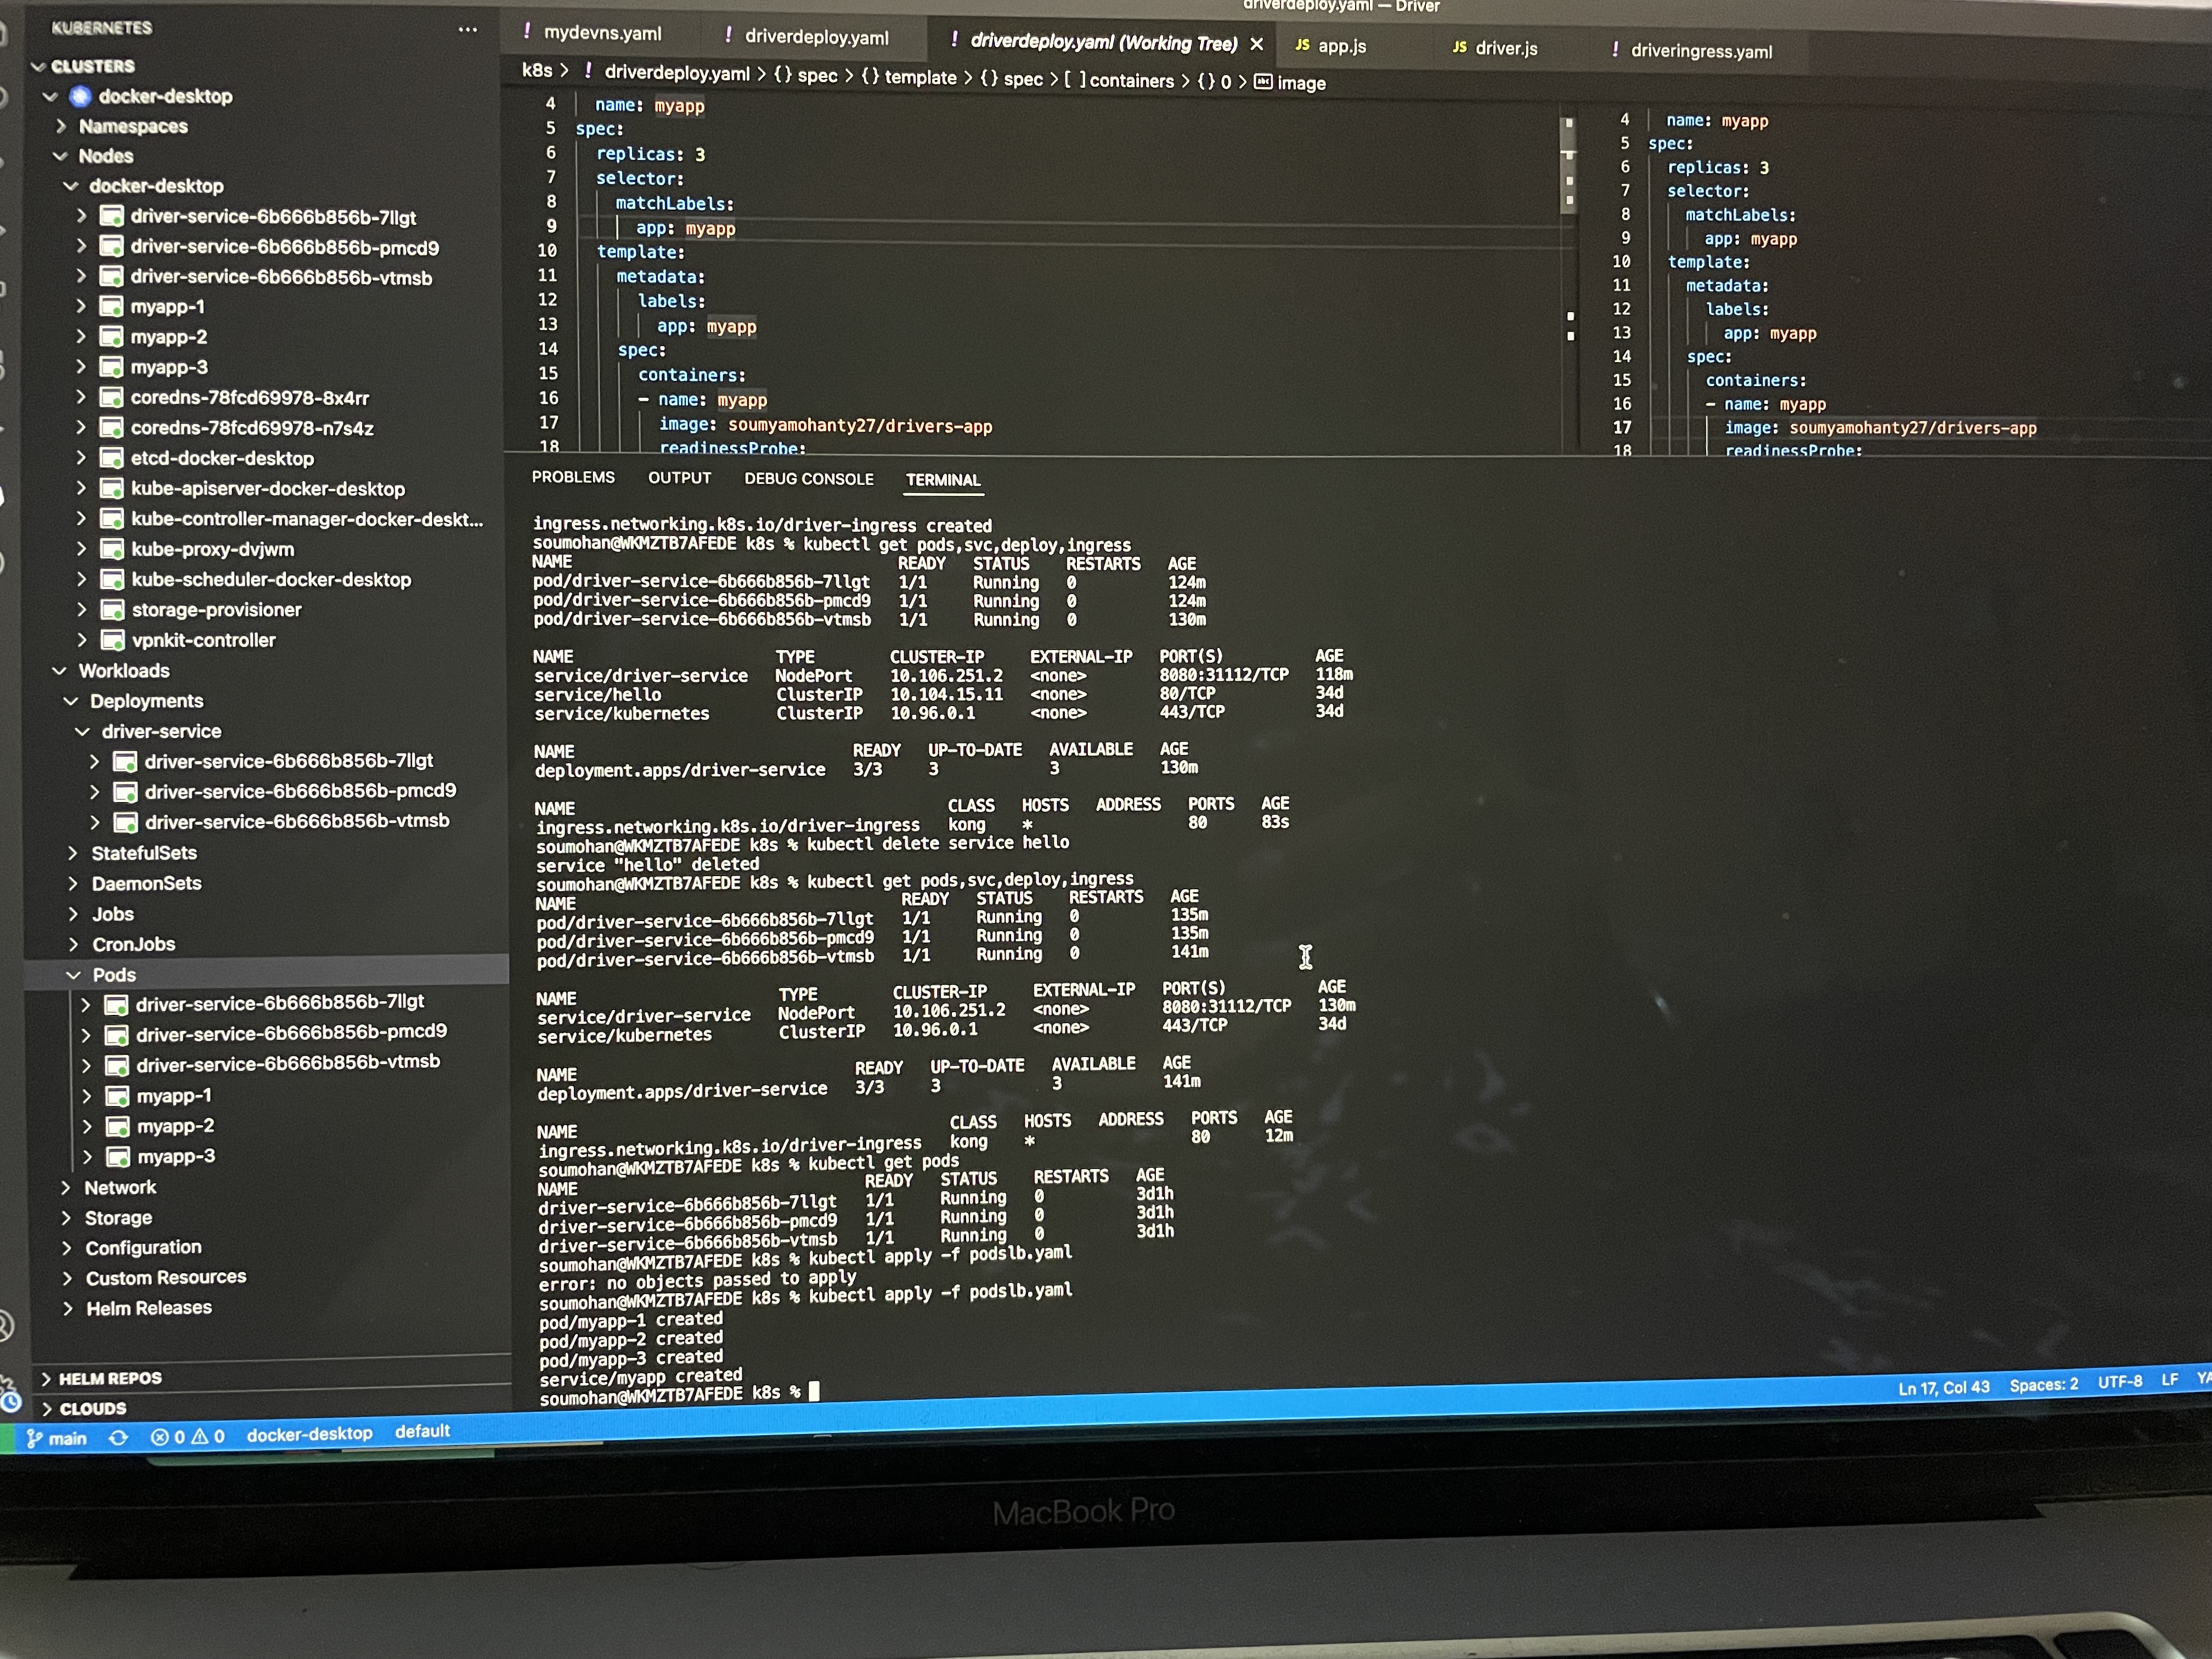 driverdeploy.yaml — Driver
KUBERNETES ...
CLUSTERS
docker-desktop
Namespaces
Nodes
docker-desktop
driver-service-6b666b856b-7llgt
driver-service-6b666b856b-pmcd9
driver-service-6b666b856b-vtmsb
myapp-1
myapp-2
myapp-3
coredns-78fcd69978-8x4rr
coredns-78fcd69978-n7s4z
etcd-docker-desktop
kube-apiserver-docker-desktop
kube-controller-manager-docker-deskt...
kube-proxy-dvjwm
kube-scheduler-docker-desktop
storage-provisioner
vpnkit-controller
Workloads
Deployments
driver-service
driver-service-6b666b856b-7llgt
driver-service-6b666b856b-pmcd9
driver-service-6b666b856b-vtmsb
StatefulSets
DaemonSets
Jobs
CronJobs
Pods
driver-service-6b666b856b-7llgt
driver-service-6b666b856b-pmcd9
driver-service-6b666b856b-vtmsb
myapp-1
myapp-2
myapp-3
Network
Storage
Configuration
Custom Resources
Helm Releases
HELM REPOS
CLOUDS
! mydevns.yaml ! driverdeploy.yaml ! driverdeploy.yaml (Working Tree) × JS app.js JS driver.js ! driveringress.yaml
k8s > ! driverdeploy.yaml > {} spec > {} template > {} spec > [ ] containers > {} 0 > abc image
4 name: myapp
5 spec:
6 replicas: 3
7 selector:
8 matchLabels:
9 app: myapp
10 template:
11 metadata:
12 labels:
13 app: myapp
14 spec:
15 containers:
16 - name: myapp
17 image: soumyamohanty27/drivers-app
18 readinessProbe:
4 name: myapp
5 spec:
6 replicas: 3
7 selector:
8 matchLabels:
9 app: myapp
10 template:
11 metadata:
12 labels:
13 app: myapp
14 spec:
15 containers:
16 - name: myapp
17 image: soumyamohanty27/drivers-app
18 readinessProbe:
PROBLEMS OUTPUT DEBUG CONSOLE TERMINAL
ingress.networking.k8s.io/driver-ingress created
soumohan@WKMZTB7AFEDE k8s % kubectl get pods,svc,deploy,ingress
NAME READY STATUS RESTARTS AGE
pod/driver-service-6b666b856b-7llgt 1/1 Running 0 124m
pod/driver-service-6b666b856b-pmcd9 1/1 Running 0 124m
pod/driver-service-6b666b856b-vtmsb 1/1 Running 0 130m
NAME TYPE CLUSTER-IP EXTERNAL-IP PORT(S) AGE
service/driver-service NodePort 10.106.251.2 <none> 8080:31112/TCP 118m
service/hello ClusterIP 10.104.15.11 <none> 80/TCP 34d
service/kubernetes ClusterIP 10.96.0.1 <none> 443/TCP 34d
NAME READY UP-TO-DATE AVAILABLE AGE
deployment.apps/driver-service 3/3 3 3 130m
NAME CLASS HOSTS ADDRESS PORTS AGE
ingress.networking.k8s.io/driver-ingress kong * 80 83s
soumohan@WKMZTB7AFEDE k8s % kubectl delete service hello
service "hello" deleted
soumohan@WKMZTB7AFEDE k8s % kubectl get pods,svc,deploy,ingress
NAME READY STATUS RESTARTS AGE
pod/driver-service-6b666b856b-7llgt 1/1 Running 0 135m
pod/driver-service-6b666b856b-pmcd9 1/1 Running 0 135m
pod/driver-service-6b666b856b-vtmsb 1/1 Running 0 141m
NAME TYPE CLUSTER-IP EXTERNAL-IP PORT(S) AGE
service/driver-service NodePort 10.106.251.2 <none> 8080:31112/TCP 130m
service/kubernetes ClusterIP 10.96.0.1 <none> 443/TCP 34d
NAME READY UP-TO-DATE AVAILABLE AGE
deployment.apps/driver-service 3/3 3 3 141m
NAME CLASS HOSTS ADDRESS PORTS AGE
ingress.networking.k8s.io/driver-ingress kong * 80 12m
soumohan@WKMZTB7AFEDE k8s % kubectl get pods
NAME READY STATUS RESTARTS AGE
driver-service-6b666b856b-7llgt 1/1 Running 0 3d1h
driver-service-6b666b856b-pmcd9 1/1 Running 0 3d1h
driver-service-6b666b856b-vtmsb 1/1 Running 0 3d1h
soumohan@WKMZTB7AFEDE k8s % kubectl apply -f podslb.yaml
error: no objects passed to apply
soumohan@WKMZTB7AFEDE k8s % kubectl apply -f podslb.yaml
pod/myapp-1 created
pod/myapp-2 created
pod/myapp-3 created
service/myapp created
soumohan@WKMZTB7AFEDE k8s %
main 0 0 docker-desktop default Ln 17, Col 43 Spaces: 2 UTF-8 LF YA
MacBook Pro